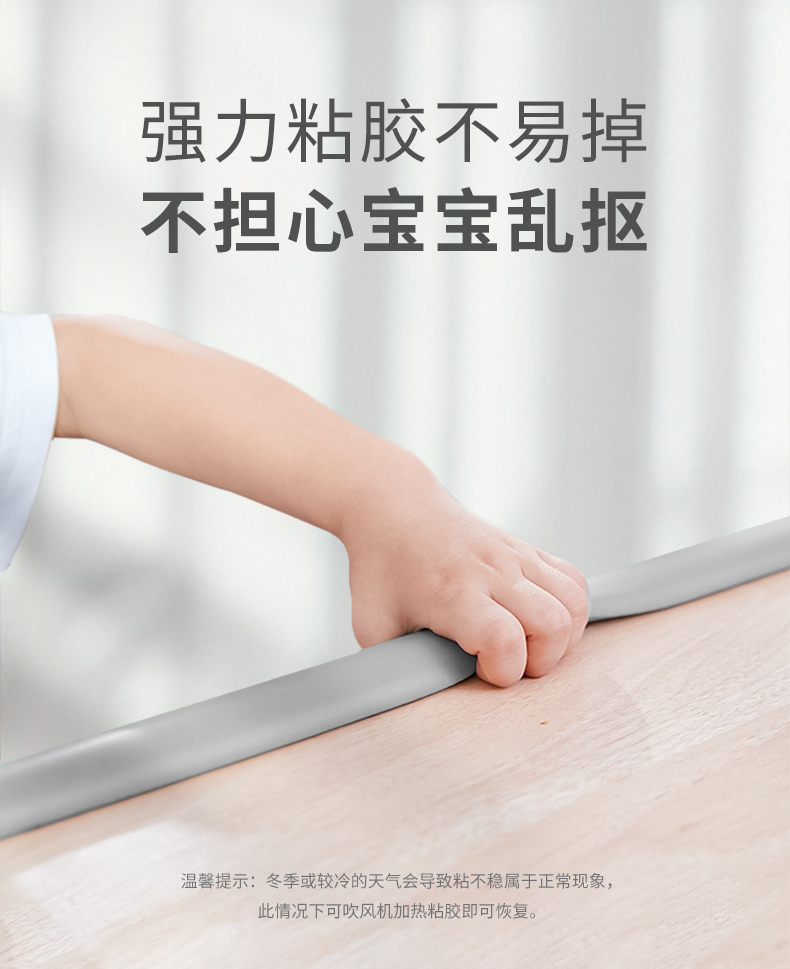 强力粘胶不易掉
不担心宝宝乱抠
温馨提示：冬季或较冷的天气会导致粘不稳属于正常现象，
此情况下可吹风机加热粘胶即可恢复。